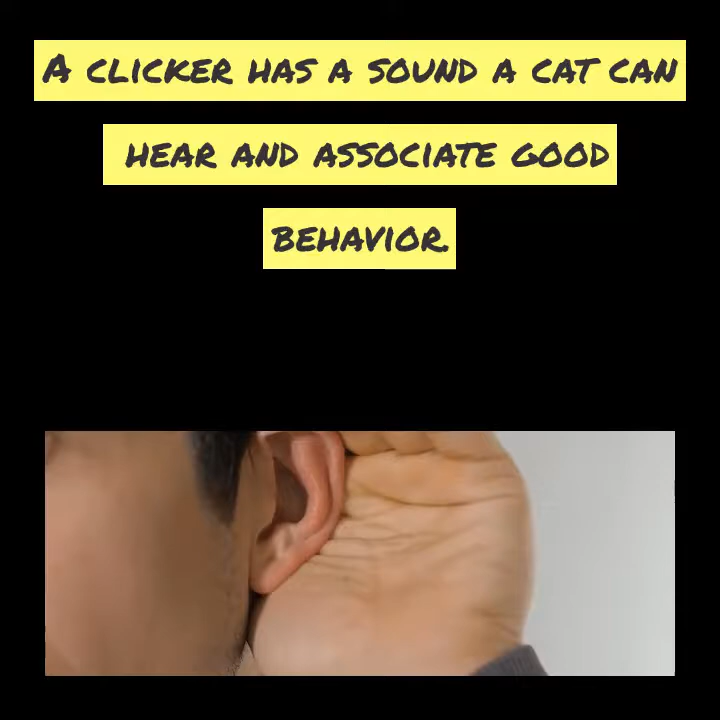 A CLICKER HAS A SOUND A CAT CAN
HEAR AND ASSOCIATE GOOD
BEHAVIOR.